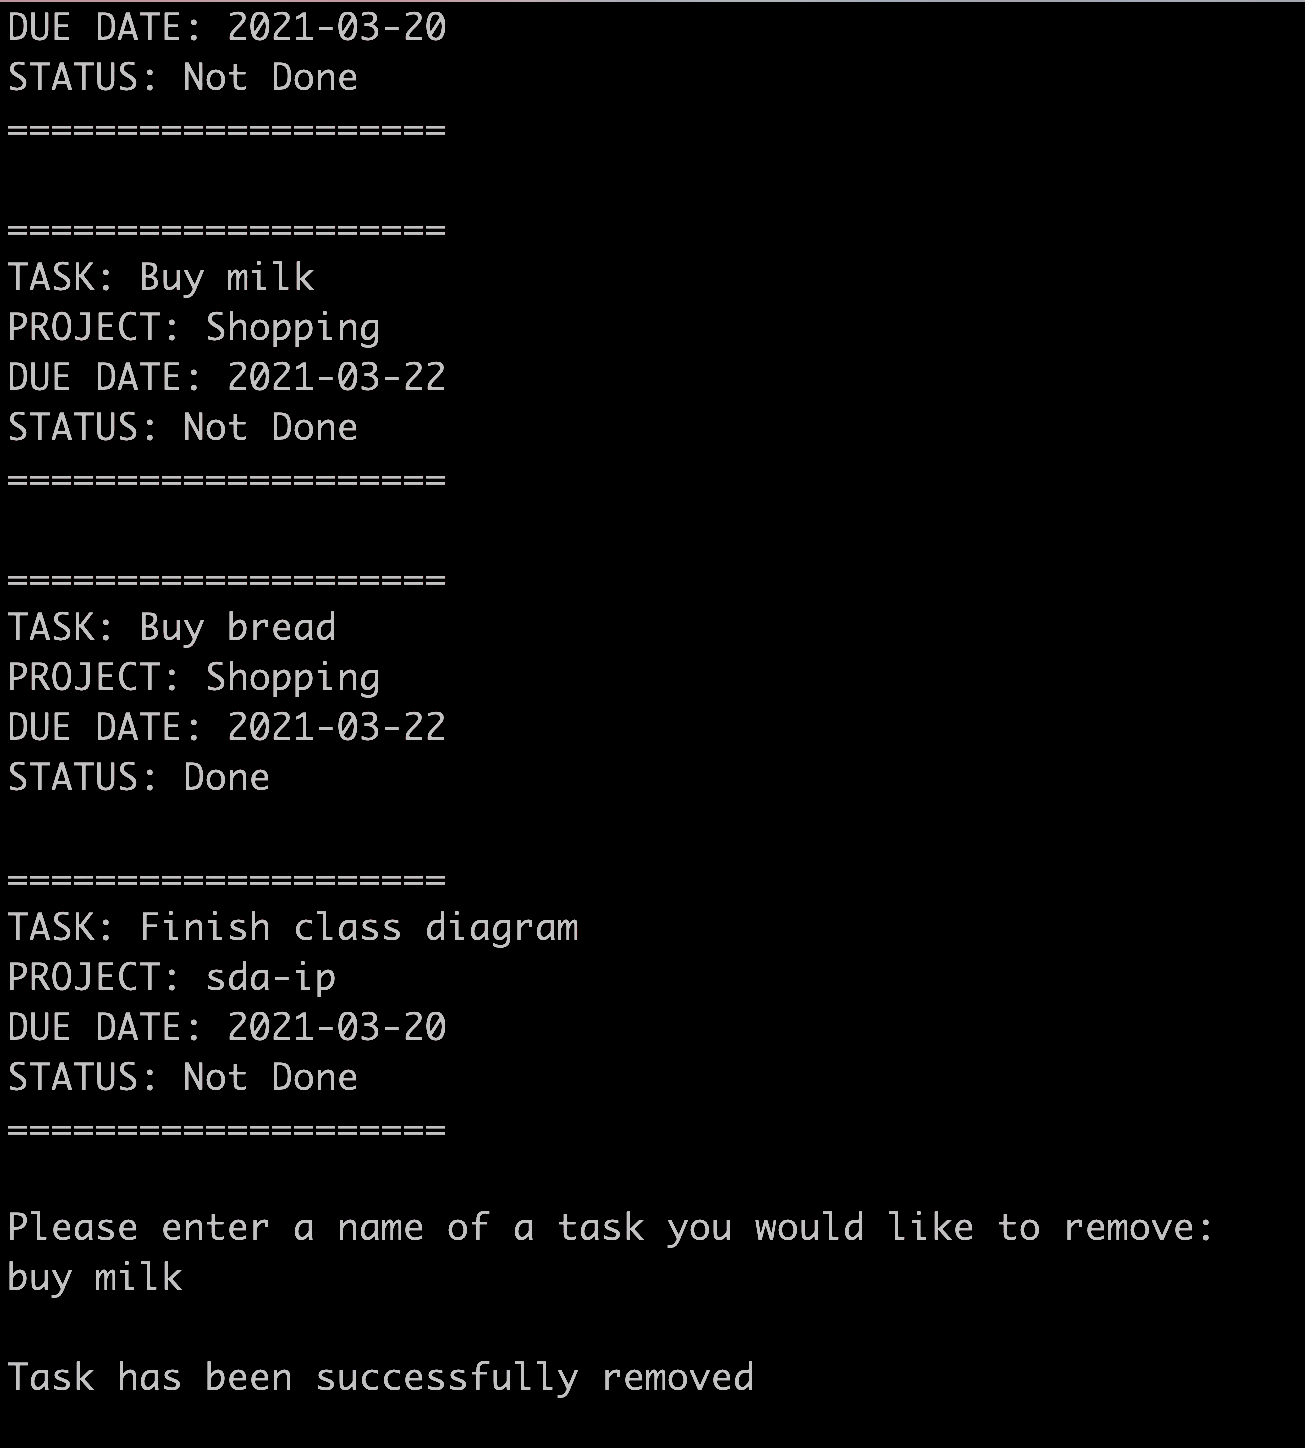 DUE DATE: 2021-03-20
STATUS: Not Done
====================
====================
TASK: Buy milk
PROJECT: Shopping
DUE DATE: 2021-03-22
STATUS: Not Done
====================
====================
TASK: Buy bread
PROJECT: Shopping
DUE DATE: 2021-03-22
STATUS: Done
====================
TASK: Finish class diagram
PROJECT: sda-ip
DUE DATE: 2021-03-20
STATUS: Not Done
====================
Please enter a name of a task you would like to remove:
buy milk
Task has been successfully removed